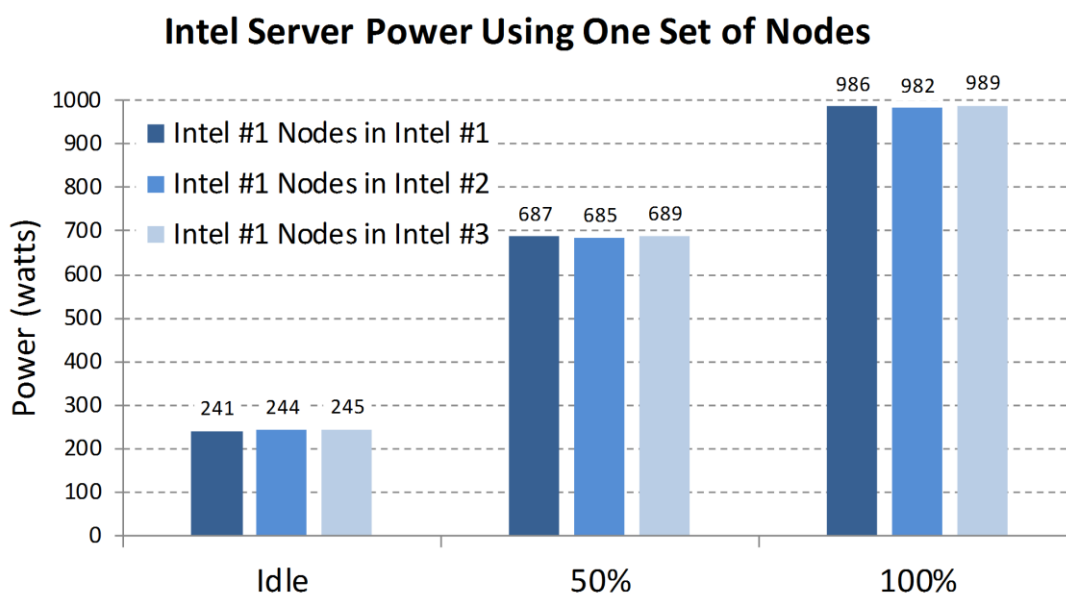 Intel Server Power Using One Set of Nodes
Power (watts)
1000
900
800
700
600
500
400
300
200
100
0
Intel #1 Nodes in Intel #1
Intel #1 Nodes in Intel #2
Intel #1 Nodes in Intel #3
241 244 245
687 685 689
986 982 989
Idle 50% 100%